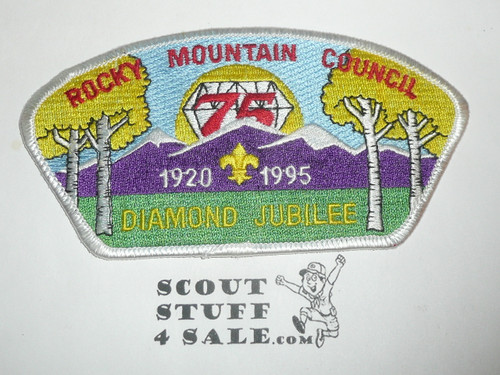 ROCKY MOUNTAIN COUNCIL
75
1920 1995
DIAMOND JUBILEE
SCOUT
STUFF
4 SALE.COM